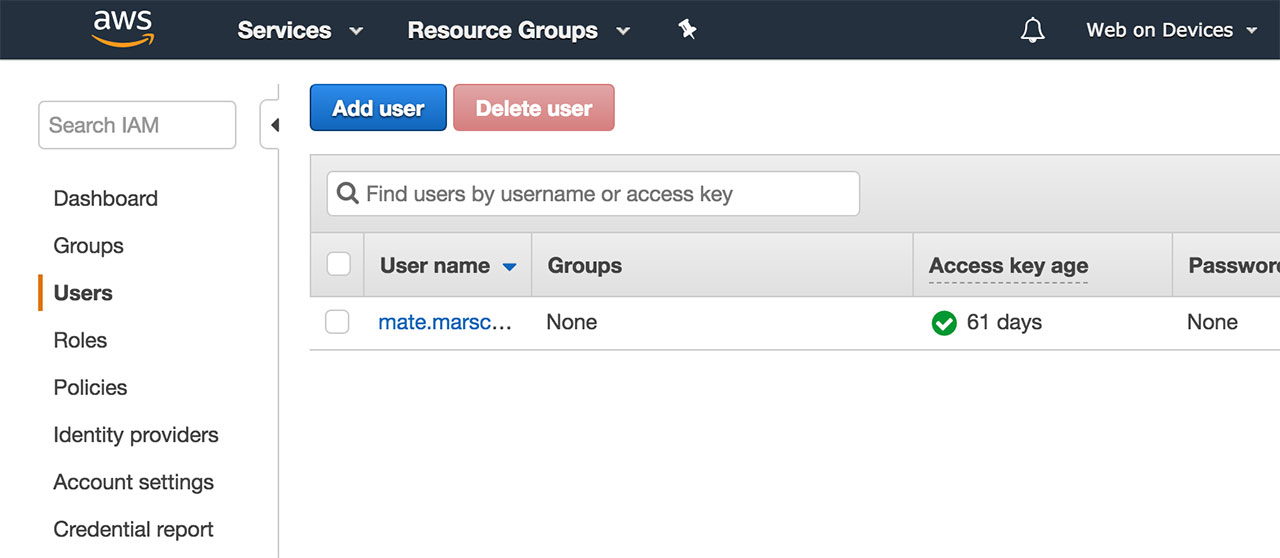 aws Services Resource Groups Web on Devices
Search IAM
Dashboard
Groups
Users
Roles
Policies
Identity providers
Account settings
Credential report
Add user Delete user
Find users by username or access key
User name Groups Access key age Passwor
mate.marsc... None 61 days None